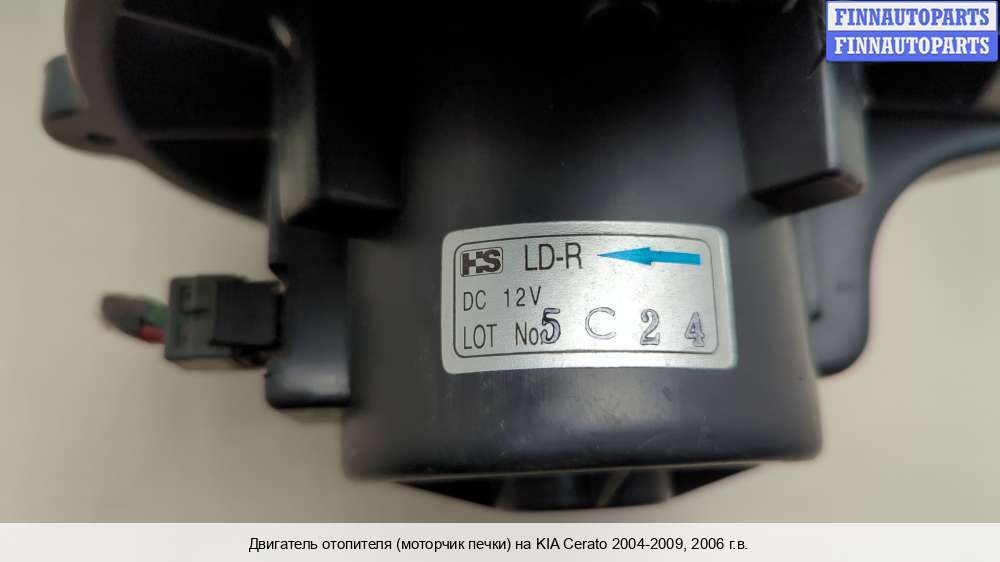 FINNAUTOPARTS
FINNAUTOPARTS
HS LD-R
DC 12V
LOT No. 5 C 2 4
Двигатель отопителя (моторчик печки) на KIA Cerato 2004-2009, 2006 г.в.